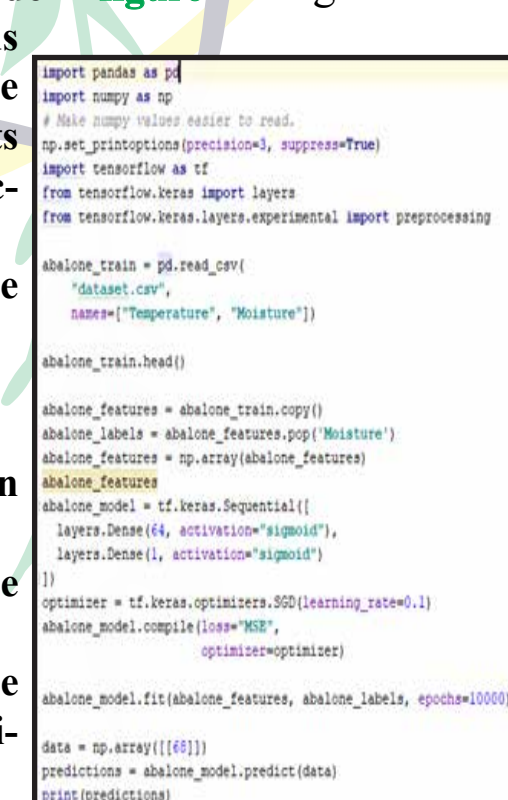 figure
s
import pandas as pd
e
import numpy as np
# Make numpy values easier to read.
ts
np.set_printoptions(precision=3, suppress=True)
import tensorflow as tf
c-
from tensorflow.keras import layers
from tensorflow.keras.layers.experimental import preprocessing
abalone_train = pd.read_csv(
e
"dataset.csv",
names=["Temperature", "Moisture"])
abalone_train.head()
abalone_features = abalone_train.copy()
abalone_labels = abalone_features.pop('Moisture')
abalone_features = np.array(abalone_features)
n
abalone_features
abalone_model = tf.keras.Sequential([
layers.Dense(64, activation="sigmoid"),
layers.Dense(1, activation="sigmoid")
])
e
optimizer = tf.keras.optimizers.SGD(learning_rate=0.1)
abalone_model.compile(loss="MSE",
optimizer=optimizer)
e
abalone_model.fit(abalone_features, abalone_labels, epochs=10000)
i-
data = np.array([[68]])
predictions = abalone_model.predict(data)
print(predictions)